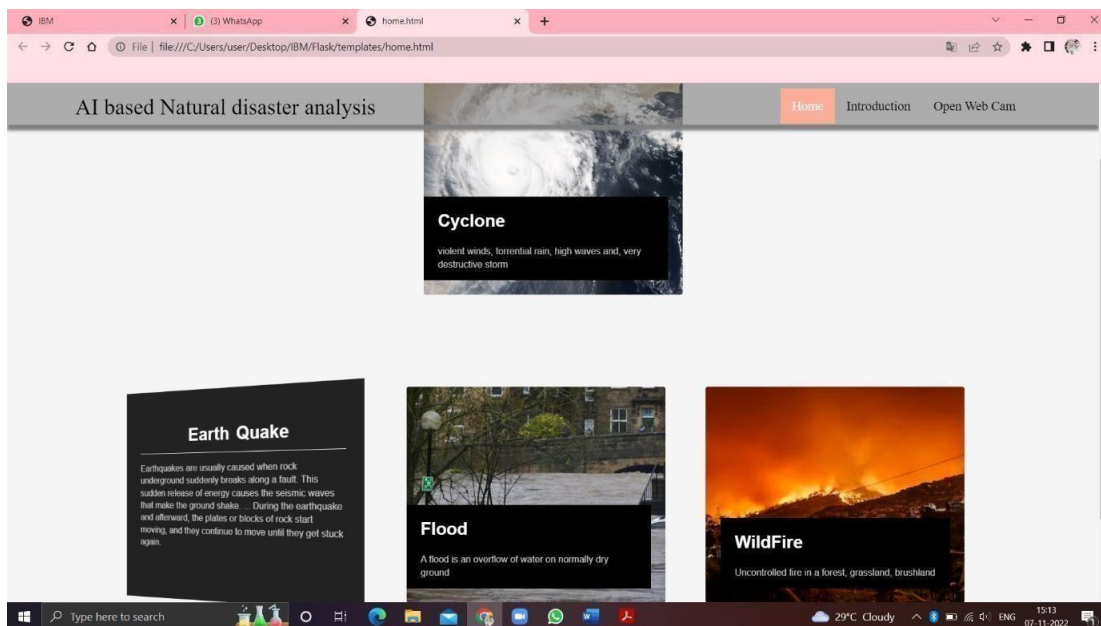 IBM
(3) WhatsApp
home.html
File | file:///C:/Users/user/Desktop/IBM/Flask/templates/home.html
AI based Natural disaster analysis
Home Introduction Open Web Cam
Cyclone
violent winds, torrential rain, high waves and, very
destructive storm
Earth Quake
Earthquakes are usually caused when rock
underground suddenly breaks along a fault. This
sudden release of energy causes the seismic waves
that make the ground shake. ... During the earthquake
and afterward, the plates or blocks of rock start
moving, and they continue to move until they get stuck
again.
Flood
A flood is an overflow of water on normally dry
ground
WildFire
Uncontrolled fire in a forest, grassland, brushland
Type here to search
29°C Cloudy
ENG
15:13
07-11-2022